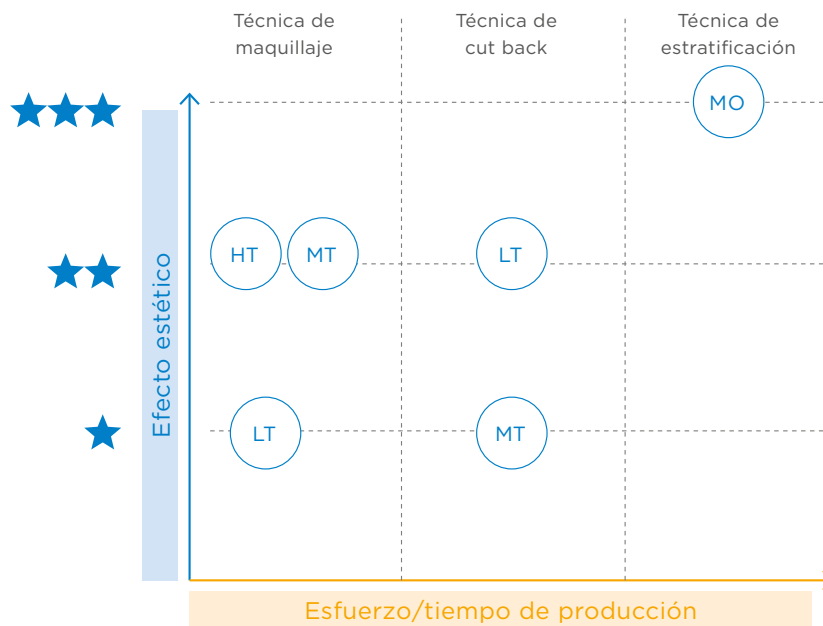 Técnica de
maquillaje
Técnica de
cut back
Técnica de
estratificación
MO
HT
MT
LT
LT
MT
Efecto estético
Esfuerzo/tiempo de producción